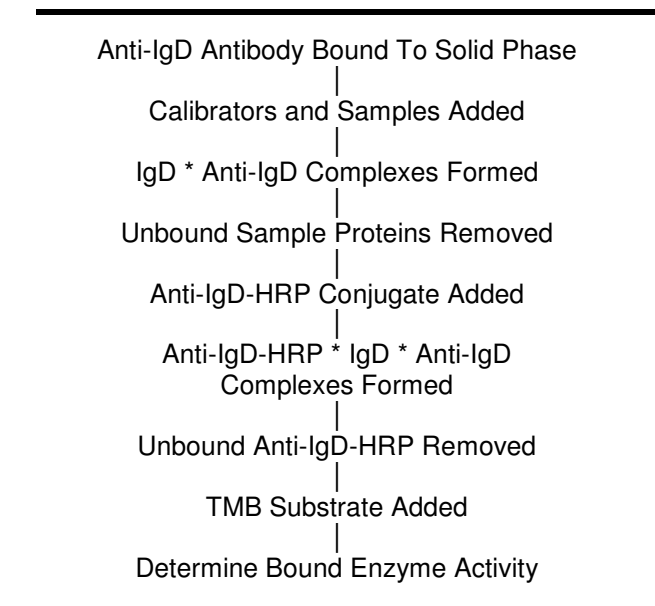 Anti-IgD Antibody Bound To Solid Phase
Calibrators and Samples Added
IgD * Anti-IgD Complexes Formed
Unbound Sample Proteins Removed
Anti-IgD-HRP Conjugate Added
Anti-IgD-HRP * IgD * Anti-IgD
Complexes Formed
Unbound Anti-IgD-HRP Removed
TMB Substrate Added
Determine Bound Enzyme Activity